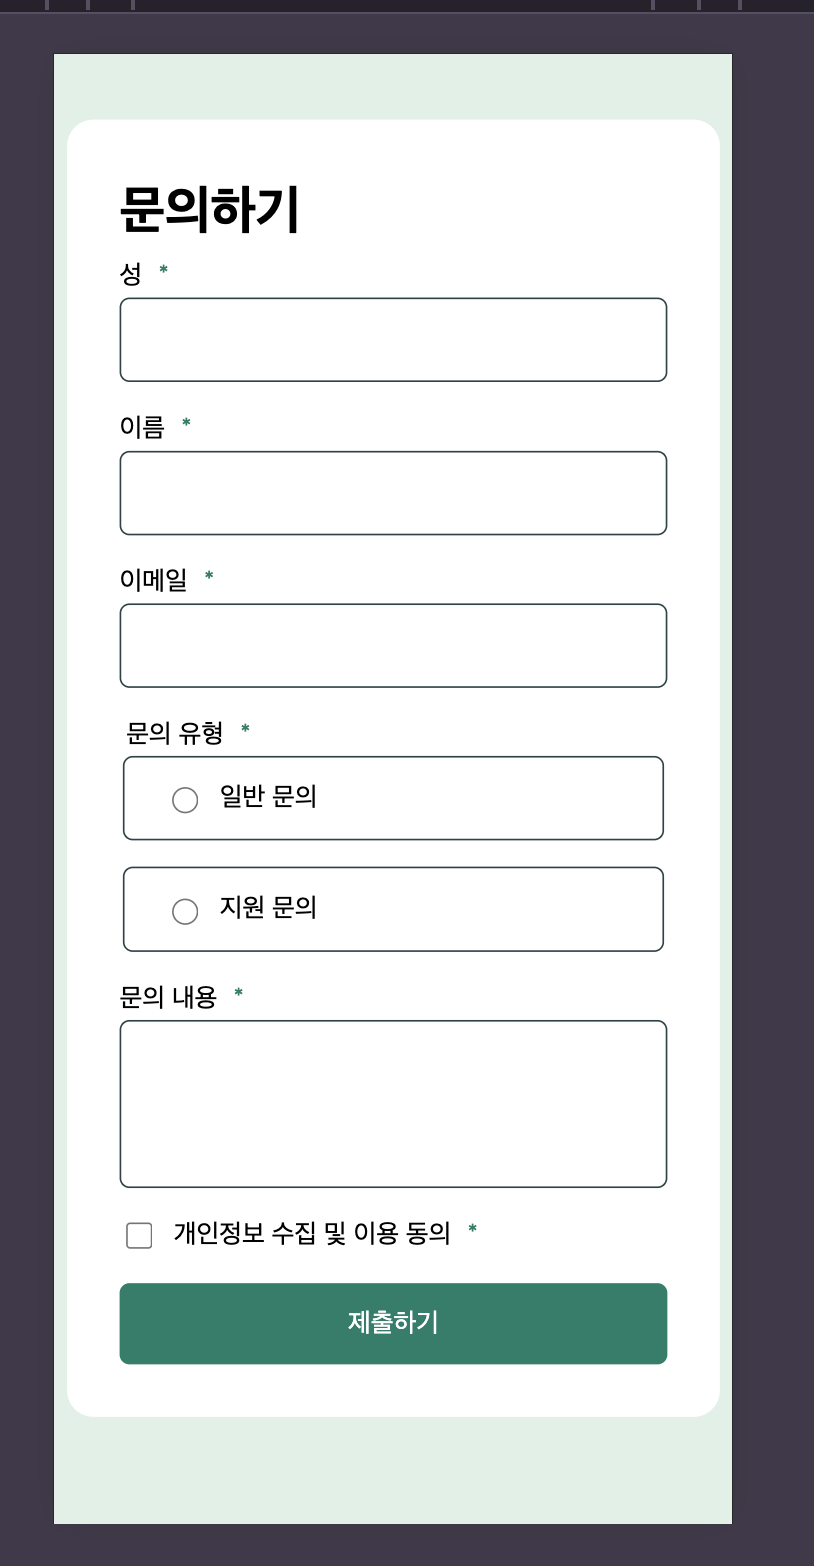 문의하기
성 *
이름 *
이메일 *
문의 유형 *
일반 문의
지원 문의
문의 내용 *
개인정보 수집 및 이용 동의 *
제출하기